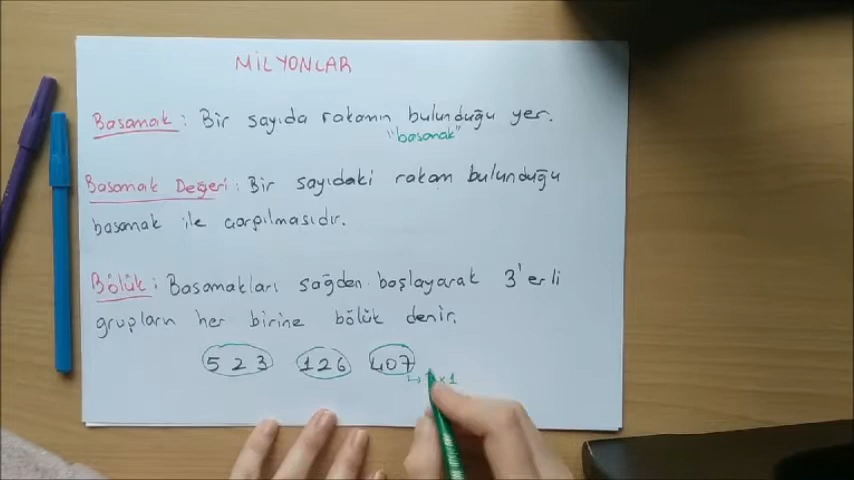 MİLYONLAR
Basamak: Bir sayıda rakamın bulunduğu yer.
"basamak"
Basamak Değeri: Bir sayıdaki rakam bulunduğu
basamak ile çarpılmasıdır.
Bölük: Basamakları sağdan başlayarak 3'erli
grupların her birine bölük denir.
523 126 407
x1